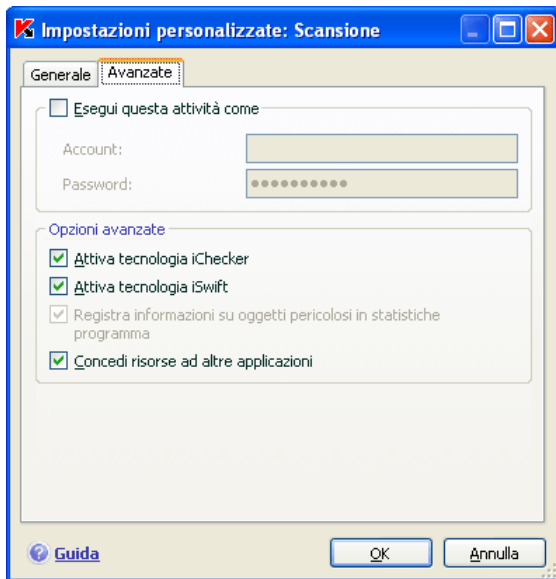 Impostazioni personalizzate: Scansione
Generale
Avanzate
Esegui questa attività come
Account:
Password:
Opzioni avanzate
Attiva tecnologia iChecker
Attiva tecnologia iSwift
Registra informazioni su oggetti pericolosi in statistiche
programma
Concedi risorse ad altre applicazioni
Guida
OK
Annulla